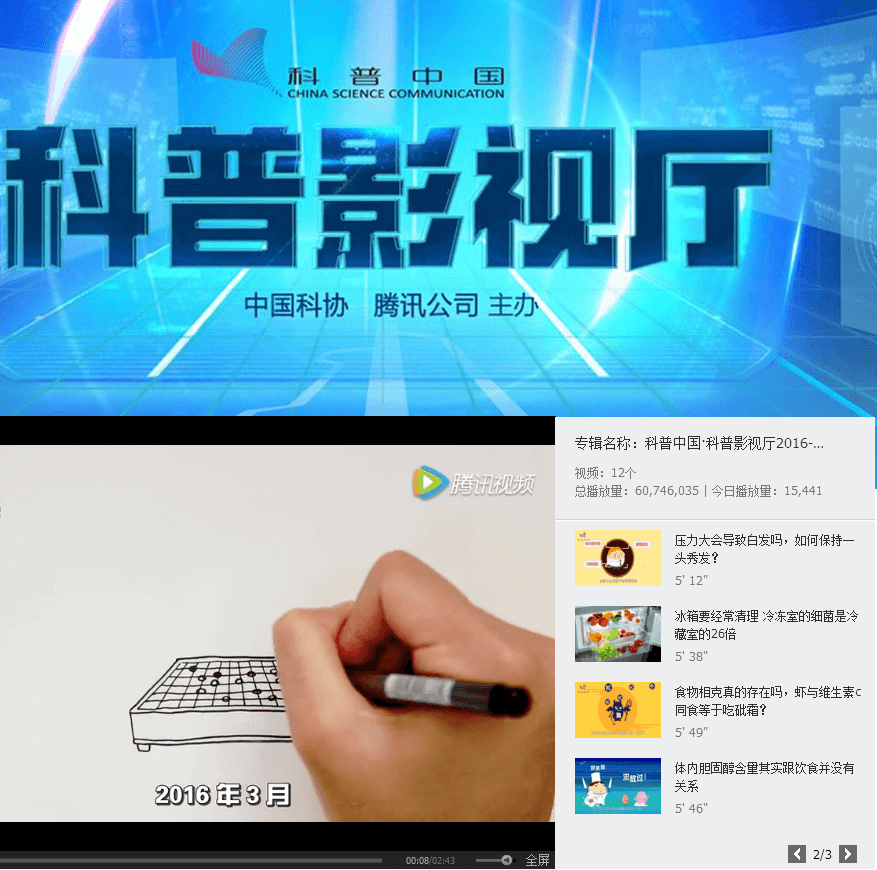 科普中国
CHINA SCIENCE COMMUNICATION
科普影视厅
中国科协 腾讯公司 主办
专辑名称：科普中国·科普影视厅2016-...
视频：12个
总播放量：60,746,035 | 今日播放量：15,441
腾讯视频
压力大会导致白发吗，如何保持一
头秀发？
5' 12"
冰箱要经常清理 冷冻室的细菌是冷
藏室的26倍
5' 38"
食物相克真的存在吗，虾与维生素c
同食等于吃砒霜？
5' 49"
体内胆固醇含量其实跟饮食并没有
关系
5' 46"
2016 年 3 月
2/3
00:08/02:43
全屏